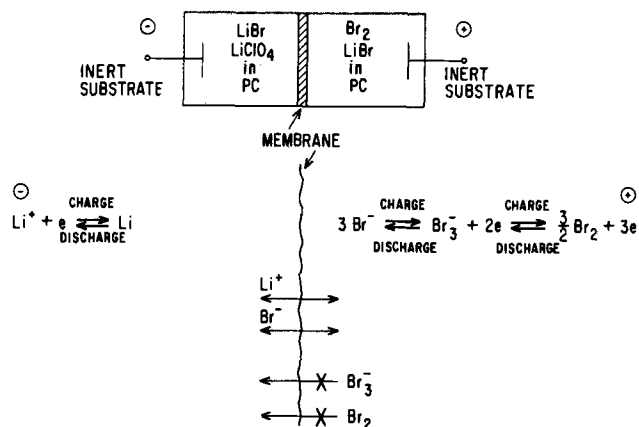 ⊖
LiBr
LiClO₄
in
PC
Br₂
LiBr
in
PC
⊕
INERT
SUBSTRATE
INERT
SUBSTRATE
MEMBRANE
⊖
Li⁺ + e ⇌ Li
CHARGE
DISCHARGE
⊕
3 Br⁻ ⇌ Br₃⁻ + 2e ⇌ 3/2 Br₂ + 3e
CHARGE
DISCHARGE
CHARGE
DISCHARGE
Li⁺
Br⁻
Br₃⁻
Br₂